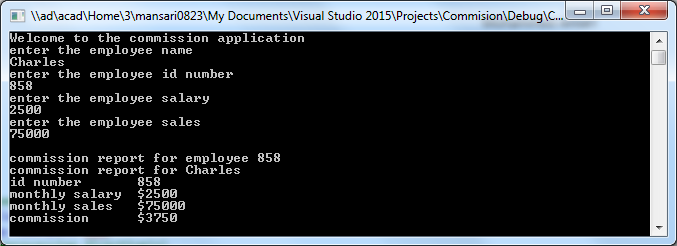 \\ad\acad\Home\3\mansari0823\My Documents\Visual Studio 2015\Projects\Commision\Debug\C...
Welcome to the commission application
enter the employee name
Charles
enter the employee id number
858
enter the employee salary
2500
enter the employee sales
75000
commission report for employee 858
commission report for Charles
id number 858
monthly salary $2500
monthly sales $75000
commission $3750